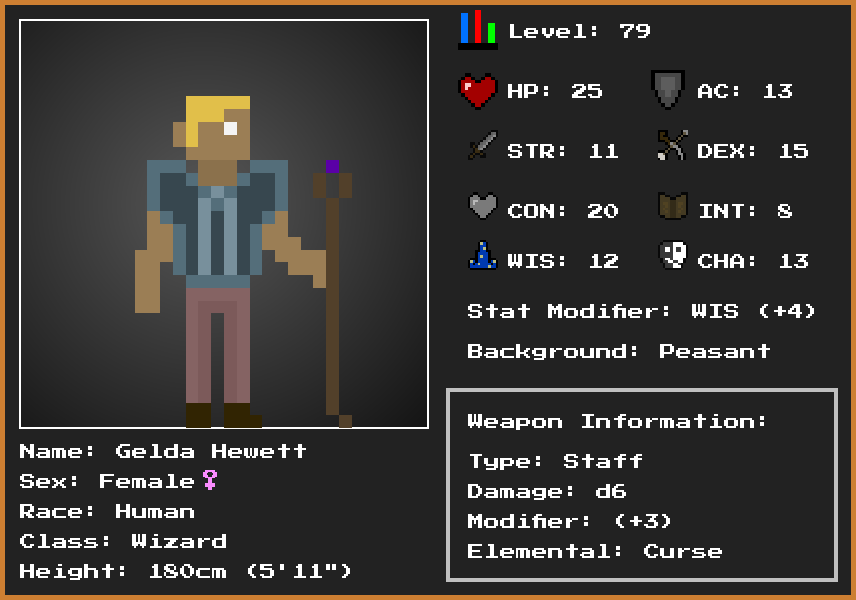 Level: 79
HP: 25 AC: 13
STR: 11 DEX: 15
CON: 20 INT: 8
WIS: 12 CHA: 13
Stat Modifier: WIS (+4)
Background: Peasant
Weapon Information:
Type: Staff
Damage: d6
Modifier: (+3)
Elemental: Curse
Name: Gelda Hewett
Sex: Female♀
Race: Human
Class: Wizard
Height: 180cm (5'11")